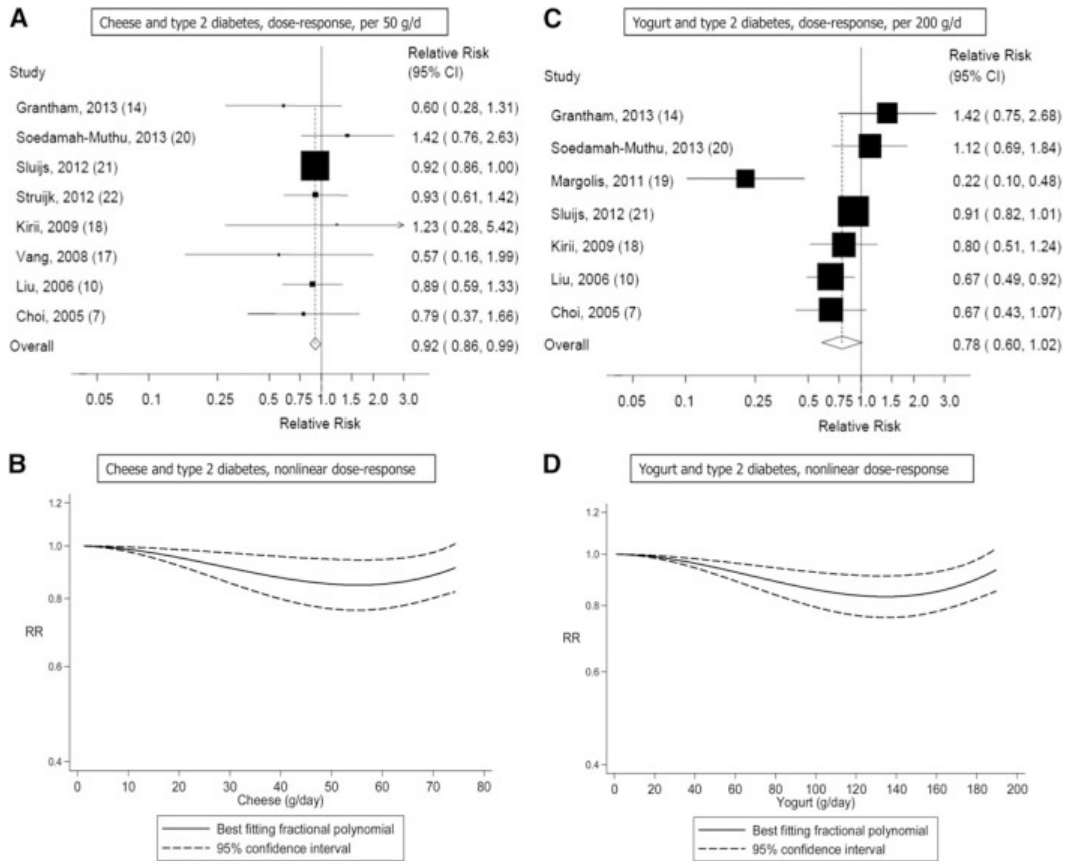 A
Cheese and type 2 diabetes, dose-response, per 50 g/d
Relative Risk
Study
(95% CI)
Grantham, 2013 (14) 0.60 ( 0.28, 1.31)
Soedamah-Muthu, 2013 (20) 1.42 ( 0.76, 2.63)
Sluijs, 2012 (21) 0.92 ( 0.86, 1.00)
Struijk, 2012 (22) 0.93 ( 0.61, 1.42)
Kirii, 2009 (18) 1.23 ( 0.28, 5.42)
Vang, 2008 (17) 0.57 ( 0.16, 1.99)
Liu, 2006 (10) 0.89 ( 0.59, 1.33)
Choi, 2005 (7) 0.79 ( 0.37, 1.66)
Overall 0.92 ( 0.86, 0.99)
0.05 0.1 0.25 0.5 0.75 1.0 1.5 2.0 3.0
Relative Risk
C
Yogurt and type 2 diabetes, dose-response, per 200 g/d
Relative Risk
(95% CI)
Study
Grantham, 2013 (14) 1.42 ( 0.75, 2.68)
Soedamah-Muthu, 2013 (20) 1.12 ( 0.69, 1.84)
Margolis, 2011 (19) 0.22 ( 0.10, 0.48)
Sluijs, 2012 (21) 0.91 ( 0.82, 1.01)
Kirii, 2009 (18) 0.80 ( 0.51, 1.24)
Liu, 2006 (10) 0.67 ( 0.49, 0.92)
Choi, 2005 (7) 0.67 ( 0.43, 1.07)
Overall 0.78 ( 0.60, 1.02)
0.05 0.1 0.25 0.5 0.75 1.0 1.5 2.0 3.0
Relative Risk
B
Cheese and type 2 diabetes, nonlinear dose-response
1.2
1.0
0.8
RR
0.6
0.4
0 10 20 30 40 50 60 70 80
Cheese (g/day)
Best fitting fractional polynomial
95% confidence interval
D
Yogurt and type 2 diabetes, nonlinear dose-response
1.2
1.0
0.8
RR
0.6
0.4
0 20 40 60 80 100 120 140 160 180 200
Yogurt (g/day)
Best fitting fractional polynomial
95% confidence interval